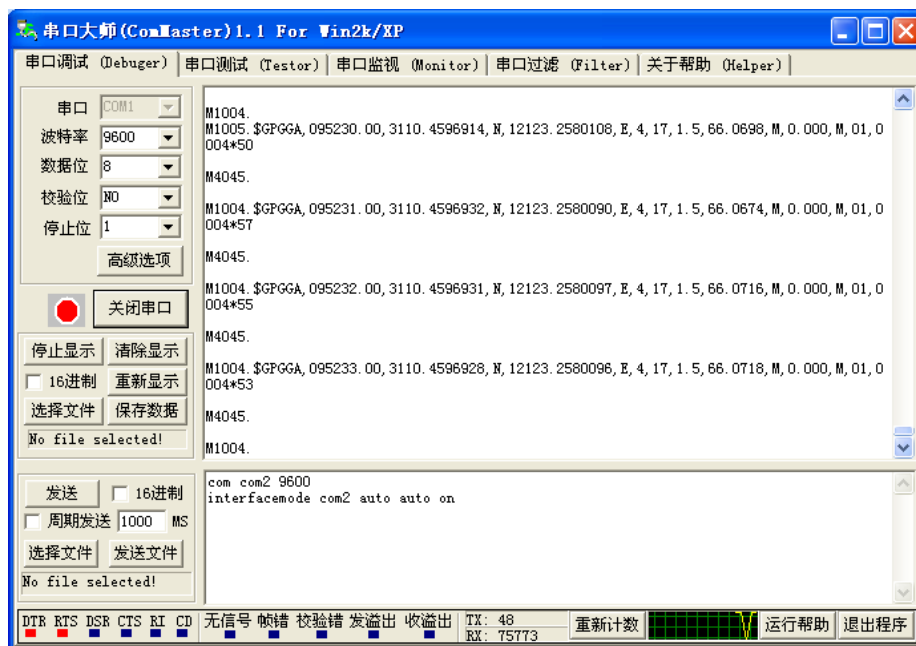 串口大师(ComMaster)1.1 For Win2k/XP
串口调试 (Debuger) 串口测试 (Testor) 串口监视 (Monitor) 串口过滤 (Filter) 关于帮助 (Helper)
串口 COM1
波特率 9600
数据位 8
校验位 NO
停止位 1
高级选项
关闭串口
停止显示 清除显示
16进制 重新显示
选择文件 保存数据
No file selected!
M1004.
M1005.$GPGGA,095230.00,3110.4596914,N,12123.2580108,E,4,17,1.5,66.0698,M,0.000,M,01,0
004*50
M4045.
M1004.$GPGGA,095231.00,3110.4596932,N,12123.2580090,E,4,17,1.5,66.0674,M,0.000,M,01,0
004*57
M4045.
M1004.$GPGGA,095232.00,3110.4596931,N,12123.2580097,E,4,17,1.5,66.0716,M,0.000,M,01,0
004*55
M4045.
M1004.$GPGGA,095233.00,3110.4596928,N,12123.2580096,E,4,17,1.5,66.0718,M,0.000,M,01,0
004*53
M4045.
M1004.
发送 16进制
周期发送 1000 MS
选择文件 发送文件
No file selected!
com com2 9600
interfacemode com2 auto auto on
DTR RTS DSR CTS RI CD 无信号 帧错 校验错 发溢出 收溢出 TX: 48 重新计数 运行帮助 退出程序
RX: 75773